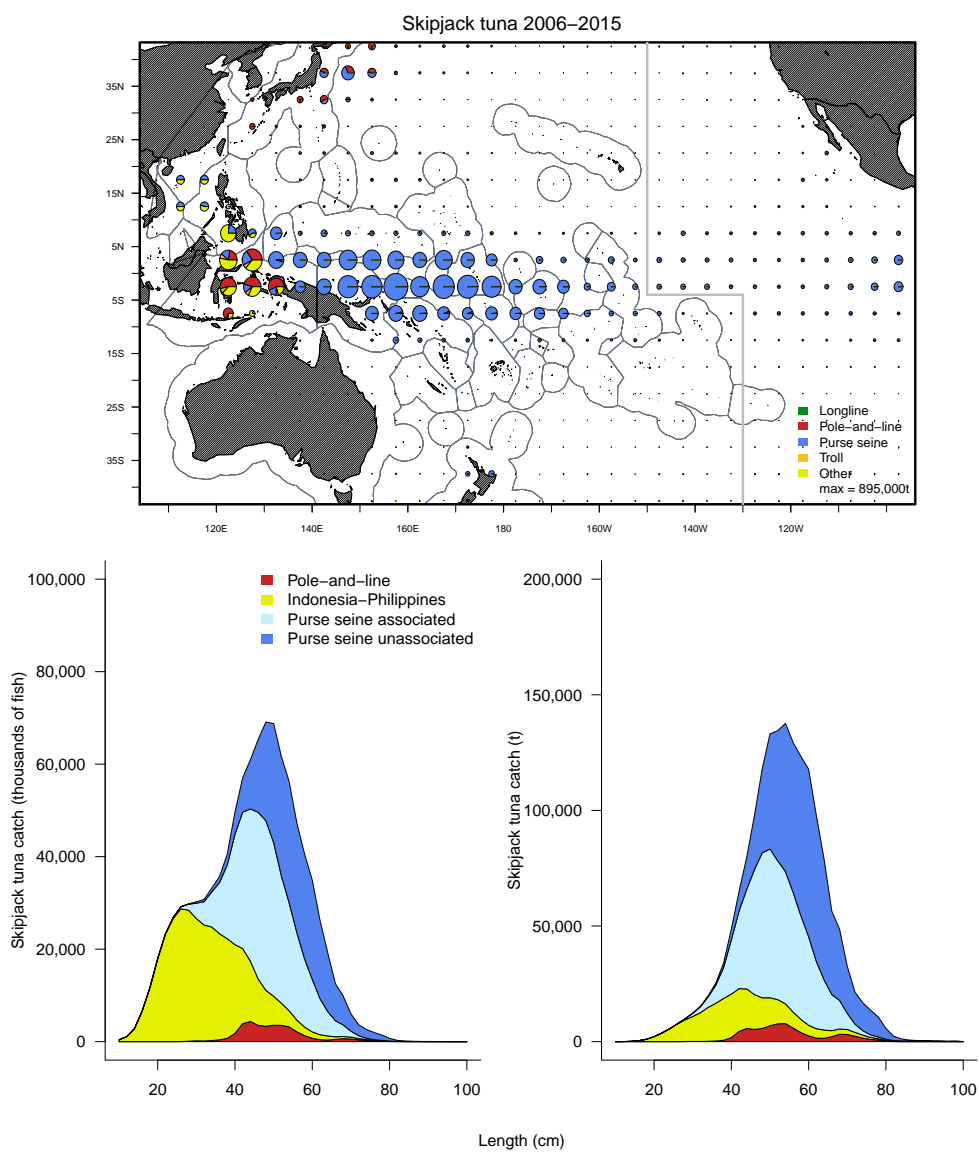 Skipjack tuna 2006–2015
35N
25N
15N
5N
5S
15S
25S
35S
Longline
Pole−and−line
Purse seine
Troll
Other
max = 895,000t
120E
140E
160E
180
160W
140W
120W
100,000
80,000
60,000
40,000
20,000
0
Skipjack tuna catch (thousands of fish)
Pole−and−line
Indonesia−Philippines
Purse seine associated
Purse seine unassociated
20
40
60
80
100
200,000
150,000
100,000
50,000
0
Skipjack tuna catch (t)
20
40
60
80
100
Length (cm)